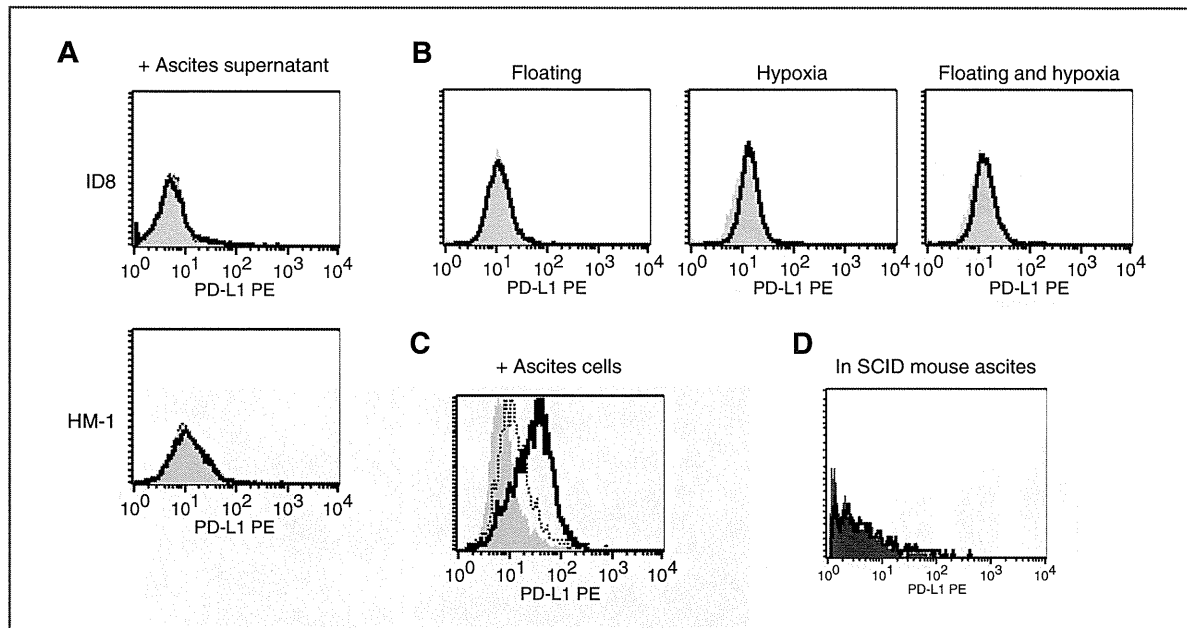 A
+ Ascites supernatant
ID8
10^0 10^1 10^2 10^3 10^4
PD-L1 PE
HM-1
10^0 10^1 10^2 10^3 10^4
PD-L1 PE
B
Floating
10^0 10^1 10^2 10^3 10^4
PD-L1 PE
Hypoxia
10^0 10^1 10^2 10^3 10^4
PD-L1 PE
Floating and hypoxia
10^0 10^1 10^2 10^3 10^4
PD-L1 PE
C
+ Ascites cells
10^0 10^1 10^2 10^3 10^4
PD-L1 PE
D
In SCID mouse ascites
10^0 10^1 10^2 10^3 10^4
PD-L1 PE